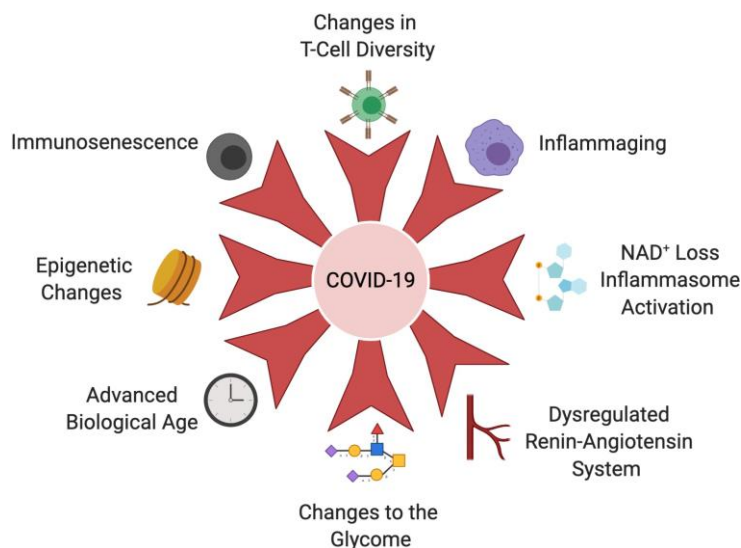 Changes in
T-Cell Diversity
Immunosenescence
Inflammaging
Epigenetic
Changes
COVID-19
NAD⁺ Loss
Inflammasome
Activation
Advanced
Biological Age
Dysregulated
Renin-Angiotensin
System
Changes to the
Glycome